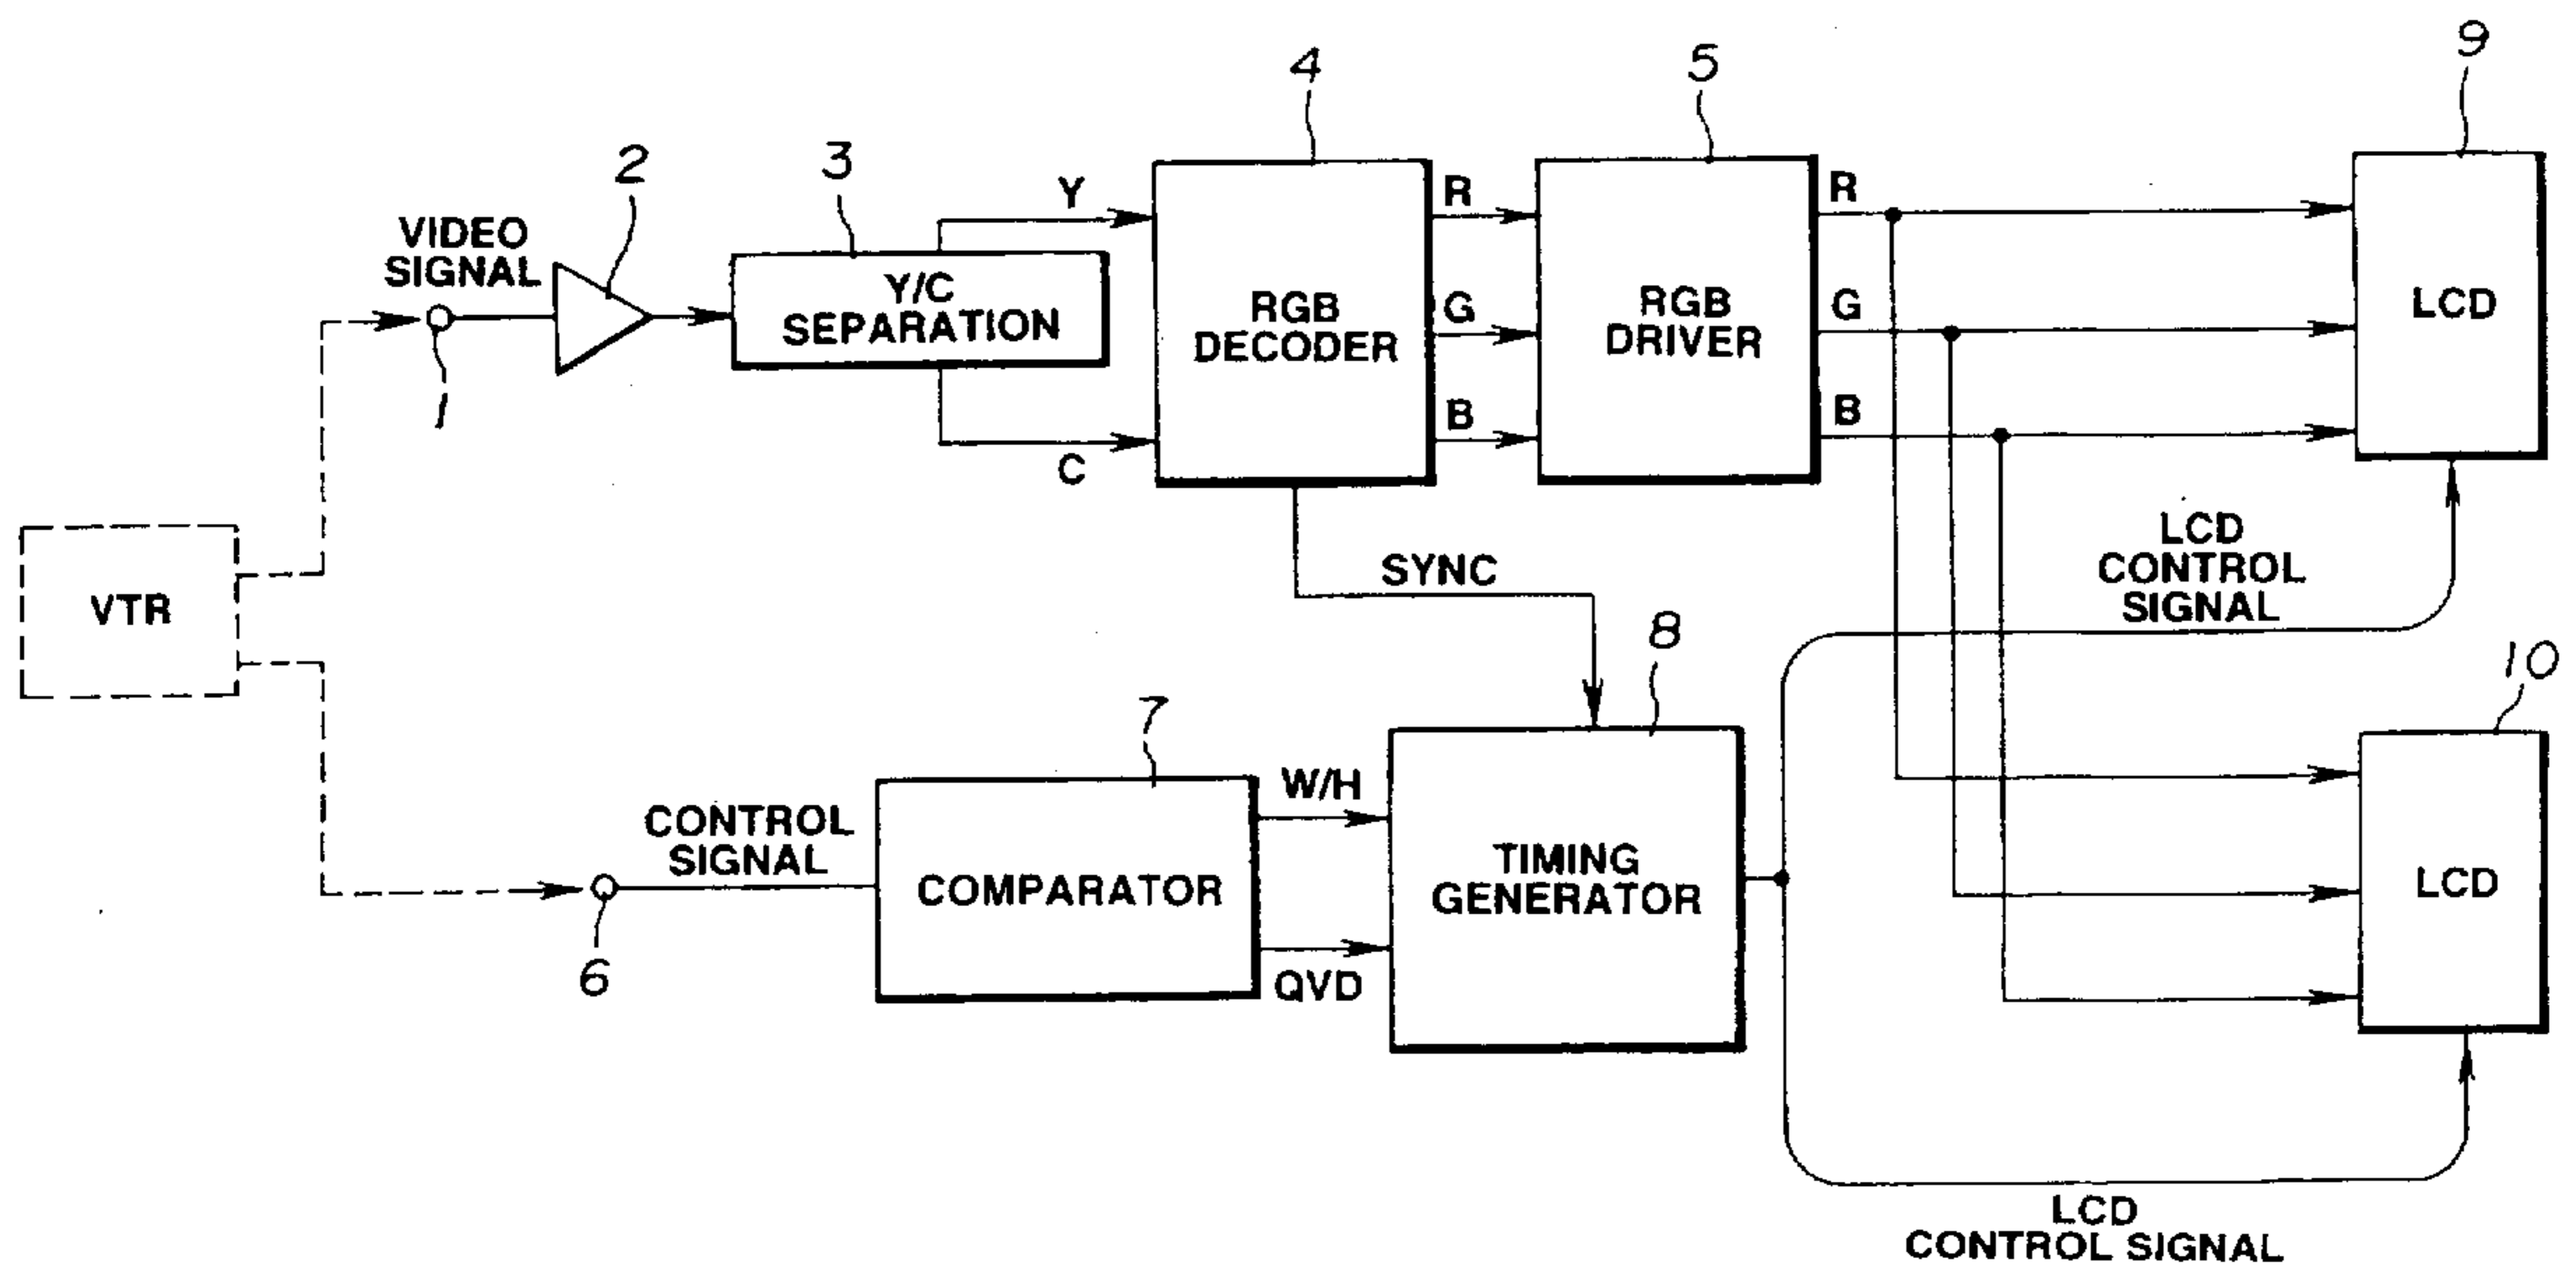 9
4
5
2
3
Y
R
R
VIDEO
SIGNAL
Y/C
SEPARATION
RGB
DECODER
G
RGB
DRIVER
G
LCD
1
C
B
B
LCD
CONTROL
SIGNAL
SYNC
VTR
8
10
7
W/H
CONTROL
SIGNAL
COMPARATOR
TIMING
GENERATOR
LCD
6
QVD
LCD
CONTROL SIGNAL